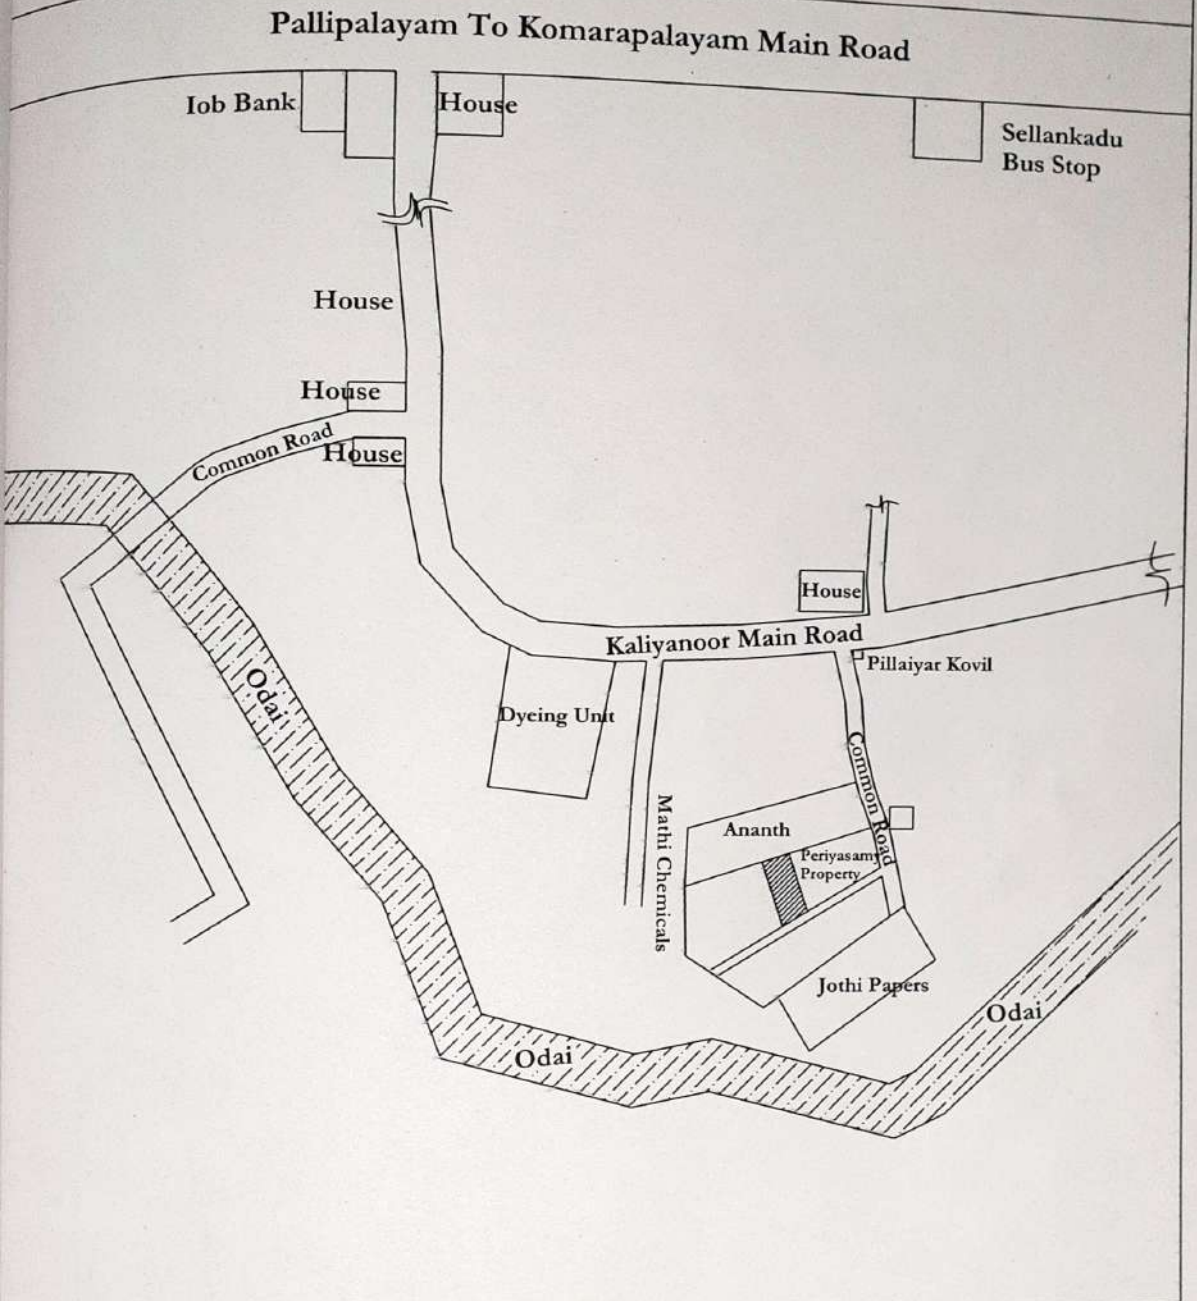 Pallipalayam To Komarapalayam Main Road
Iob Bank
House
Sellankadu
Bus Stop
House
House
Common Road
House
House
Kaliyanoor Main Road
Pillaiyar Kovil
Odai
Dyeing Unit
Common Road
Mathi Chemicals
Ananth
Periyasamy
Property
Jothi Papers
Odai
Odai